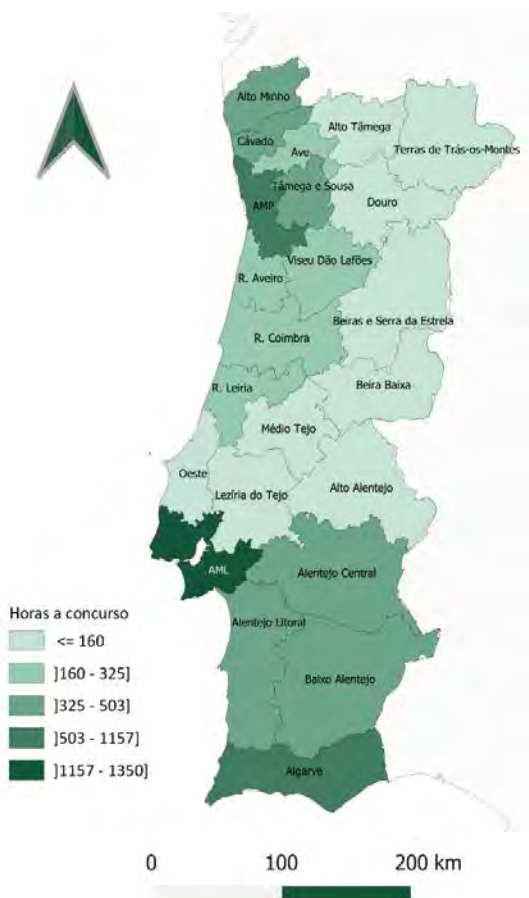 Alto Minho
Alto Tâmega
Terras de Trás-os-Montes
Cávado
Ave
Tâmega e Sousa
AMP
Douro
Viseu Dão Lafões
R. Aveiro
Beiras e Serra da Estrela
R. Coimbra
Beira Baixa
R. Leiria
Médio Tejo
Oeste
Lezíria do Tejo
Alto Alentejo
AML
Alentejo Central
Alentejo Litoral
Baixo Alentejo
Algarve
Horas a concurso
<= 160
]160 - 325]
]325 - 503]
]503 - 1157]
]1157 - 1350]
0 100 200 km